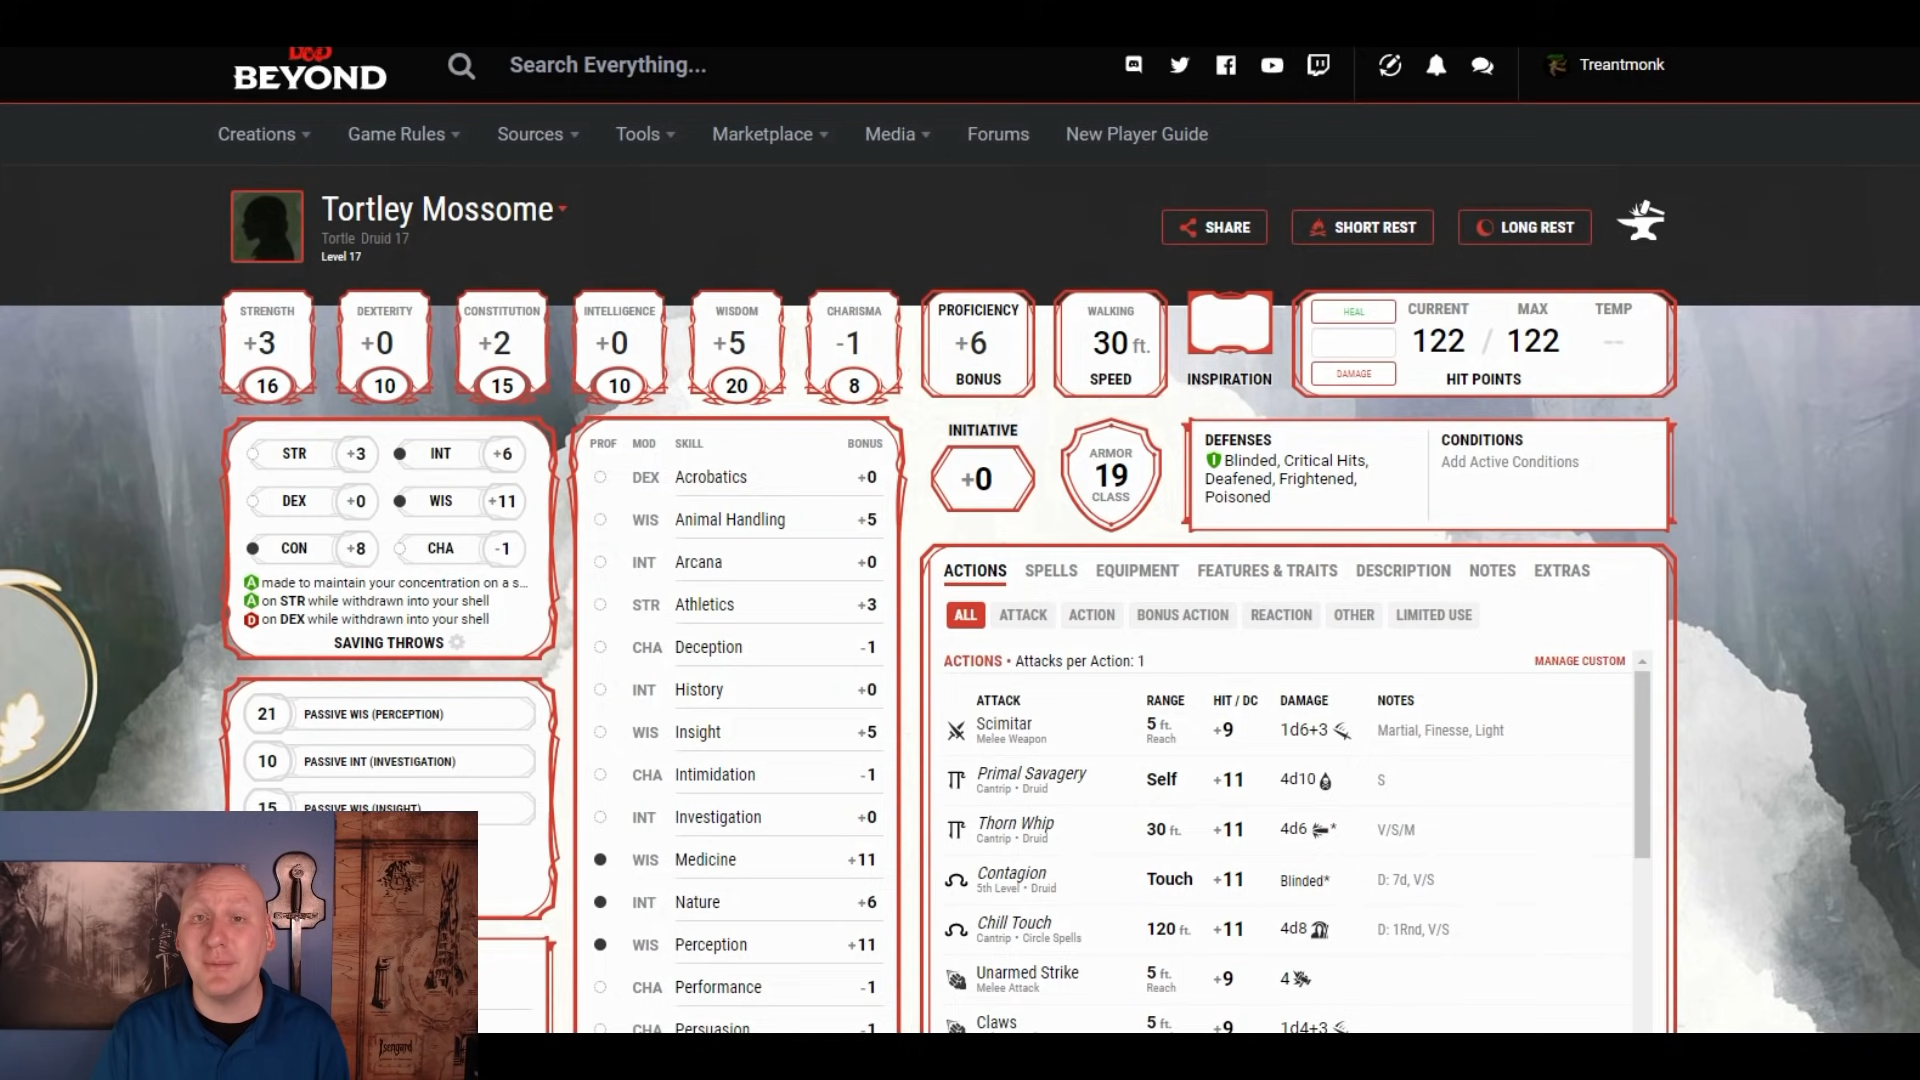 D&D
BEYOND
Search Everything...
Treantmonk
Creations
Game Rules
Sources
Tools
Marketplace
Media
Forums
New Player Guide
Tortley Mossome
Tortle Druid 17
Level 17
SHARE
SHORT REST
LONG REST
STRENGTH
+3
16
DEXTERITY
+0
10
CONSTITUTION
+2
15
INTELLIGENCE
+0
10
WISDOM
+5
20
CHARISMA
-1
8
PROFICIENCY
+6
BONUS
WALKING
30 ft.
SPEED
INSPIRATION
HEAL
DAMAGE
CURRENT
122
/
MAX
122
TEMP
--
HIT POINTS
STR +3
INT +6
DEX +0
WIS +11
CON +8
CHA -1
A made to maintain your concentration on a s...
A on STR while withdrawn into your shell
D on DEX while withdrawn into your shell
SAVING THROWS
21 PASSIVE WIS (PERCEPTION)
10 PASSIVE INT (INVESTIGATION)
15 PASSIVE WIS (INSIGHT)
PROF MOD SKILL BONUS
DEX Acrobatics +0
WIS Animal Handling +5
INT Arcana +0
STR Athletics +3
CHA Deception -1
INT History +0
WIS Insight +5
CHA Intimidation -1
INT Investigation +0
WIS Medicine +11
INT Nature +6
WIS Perception +11
CHA Performance -1
CHA Persuasion -1
INITIATIVE
+0
ARMOR
19
CLASS
DEFENSES
Blinded, Critical Hits,
Deafened, Frightened,
Poisoned
CONDITIONS
Add Active Conditions
ACTIONS SPELLS EQUIPMENT FEATURES & TRAITS DESCRIPTION NOTES EXTRAS
ALL ATTACK ACTION BONUS ACTION REACTION OTHER LIMITED USE
ACTIONS • Attacks per Action: 1
MANAGE CUSTOM
ATTACK RANGE HIT / DC DAMAGE NOTES
Scimitar 5 ft. +9 1d6+3 Martial, Finesse, Light
Melee Weapon Reach
Primal Savagery Self +11 4d10 S
Cantrip • Druid
Thorn Whip 30 ft. +11 4d6 * V/S/M
Cantrip • Druid
Contagion Touch +11 Blinded* D: 7d, V/S
5th Level • Druid
Chill Touch 120 ft. +11 4d8 D: 1Rnd, V/S
Cantrip • Circle Spells
Unarmed Strike 5 ft. +9 4
Melee Attack Reach
Claws 5 ft. +9 1d4+3
Isengard